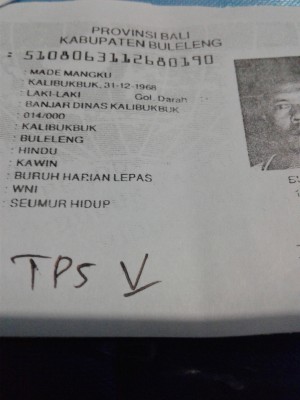 PROVINSI BALI
KABUPATEN BULELENG
: 5108063112680190
: MADE MANGKU
: KALIBUKBUK, 31-12-1968
: LAKI-LAKI Gol. Darah :
: BANJAR DINAS KALIBUKBUK
: 014/000
: KALIBUKBUK
: BULELENG
: HINDU
: KAWIN
: BURUH HARIAN LEPAS
: WNI
: SEUMUR HIDUP
TPS V